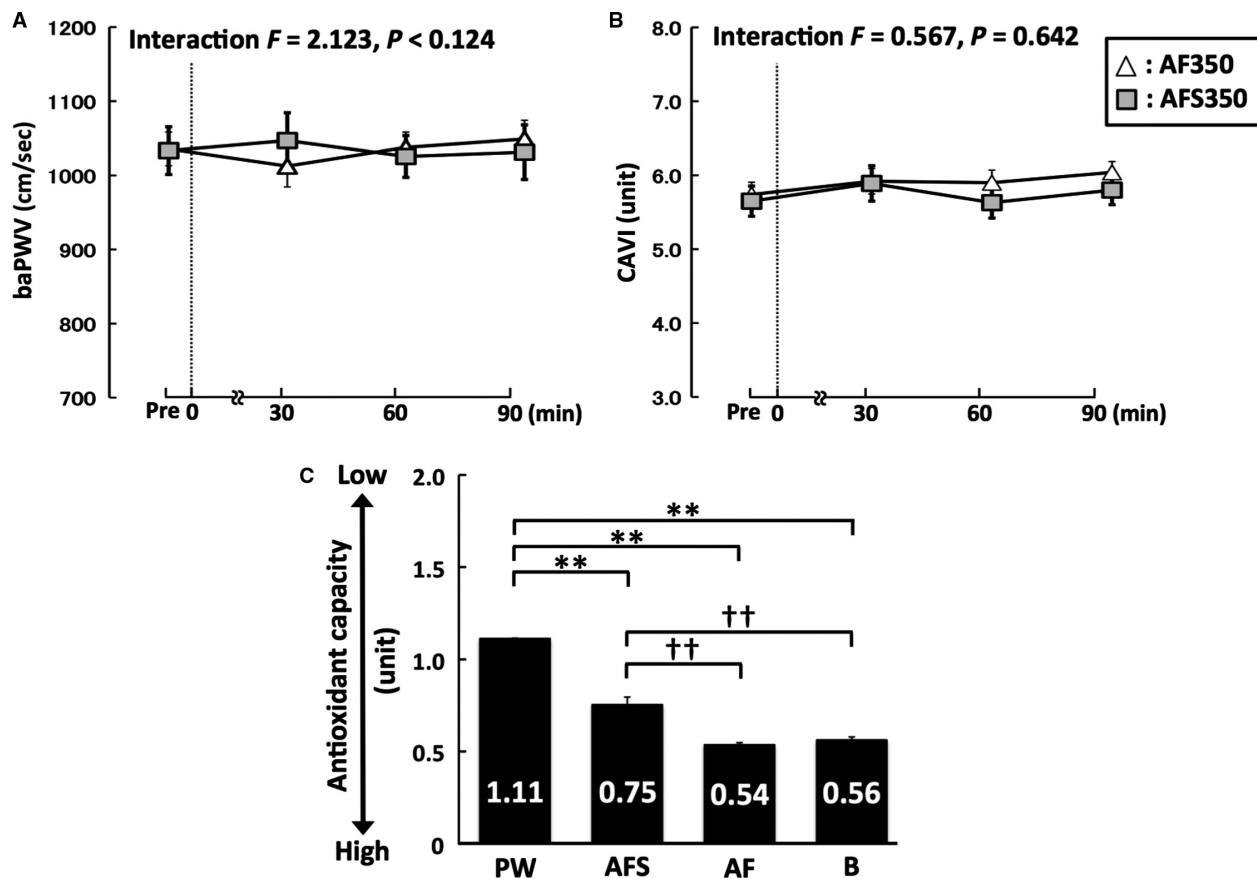 A
Interaction F = 2.123, P < 0.124
baPWV (cm/sec)
1200
1100
1000
900
800
700
Pre 0 30 60 90 (min)
B
Interaction F = 0.567, P = 0.642
CAVI (unit)
8.0
7.0
6.0
5.0
4.0
3.0
Pre 0 30 60 90 (min)
: AF350
: AFS350
C
Low
Antioxidant capacity
(unit)
High
2.0
1.5
1.0
0.5
0
**
**
**
††
††
1.11 0.75 0.54 0.56
PW AFS AF B